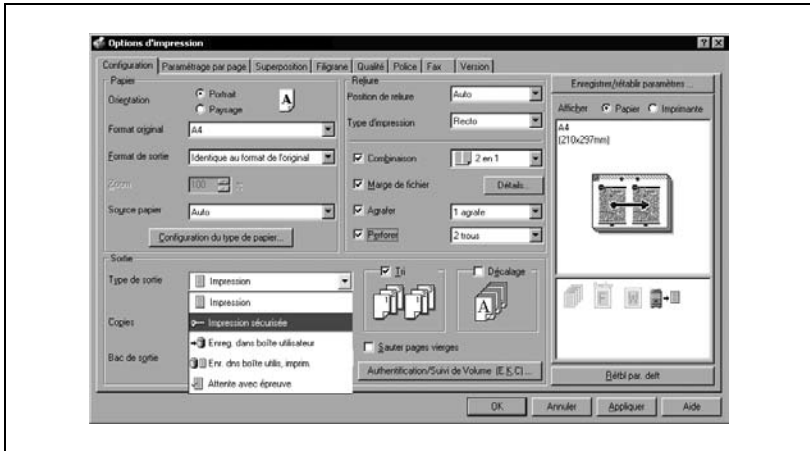 Options d'impression
Configuration Paramétrage par page Superposition Filigrane Qualité Police Fax Version
Papier
Orientation
Portrait
Paysage
A
Format original
A4
Format de sortie
Identique au format de l'original
Zoom
100
Source papier
Auto
Configuration du type de papier...
Reliure
Position de reliure
Auto
Type d'impression
Recto
Combinaison
2 en 1
Marge de fichier
Détails...
Agrafer
1 agrafe
Perforer
2 trous
Enregistrer/rétablir paramètres ...
Afficher Papier Imprimante
A4
(210x297mm)
Sortie
Type de sortie
Impression
Impression
Impression sécurisée
Enreg. dans boîte utilisateur
Enr. dns boîte utilis, imprim.
Attente avec épreuve
Copies
Bac de sortie
Tri
1 1
Décalage
A
Sauter pages vierges
Authentification/Suivi de Volume (E.K.C) ...
F W
Rétbl par. deft
OK Annuler Appliquer Aide